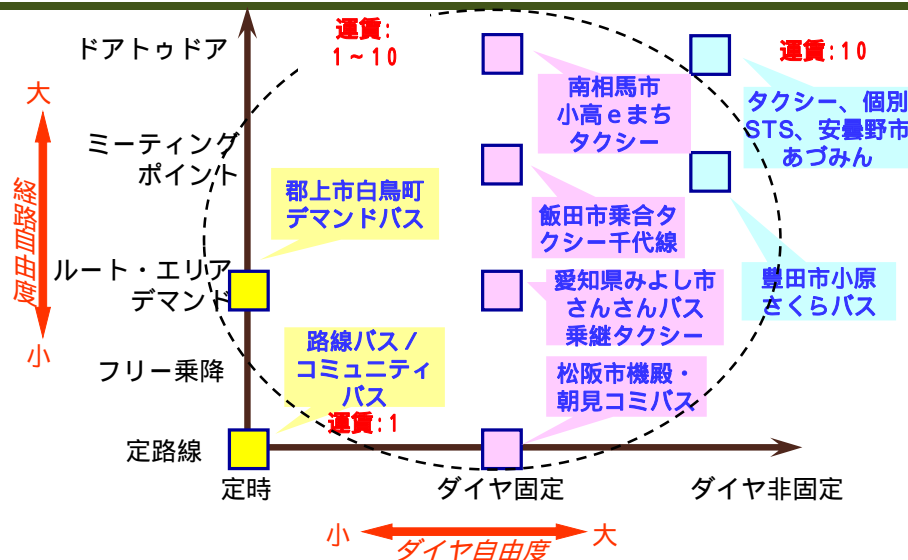 ドアトゥドア
運賃:
1~10
運賃:10
大
南相馬市
小高eまち
タクシー
タクシー、個別
STS、安曇野市
あづみん
ミーティング
ポイント
郡上市白鳥町
デマンドバス
飯田市乗合タ
クシー千代線
経路自由度
ルート・エリア
デマンド
愛知県みよし市
さんさんバス
乗継タクシー
豊田市小原
さくらバス
小
フリー乗降
路線バス/
コミュニティ
バス
運賃:1
松阪市機殿・
朝見コミバス
定路線
定時
ダイヤ固定
ダイヤ非固定
小
大
ダイヤ自由度